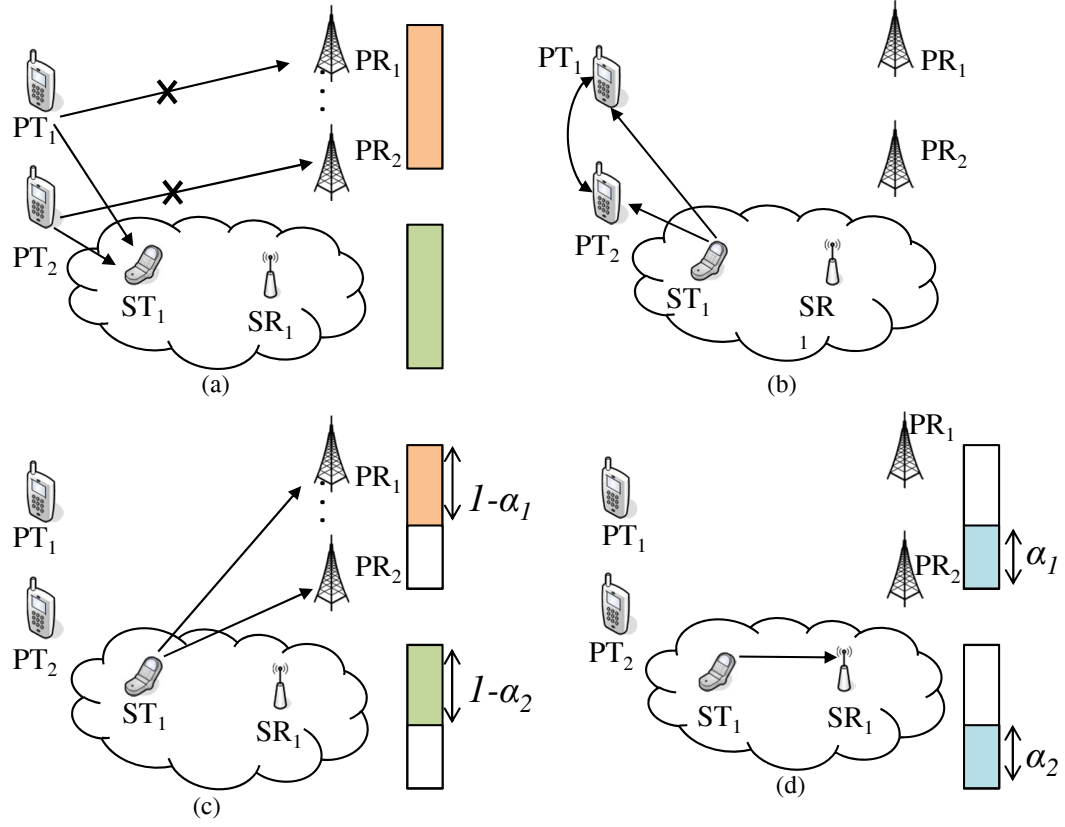 PT₁
PR₁
PR₂
PT₂
ST₁
SR₁
(a)
PT₁
PR₁
PR₂
PT₂
ST₁
SR
1
(b)
PR₁
1-α₁
PT₁
PR₂
PT₂
1-α₂
ST₁
SR₁
(c)
PR₁
PT₁
PR₂
α₁
PT₂
ST₁
SR₁
α₂
(d)